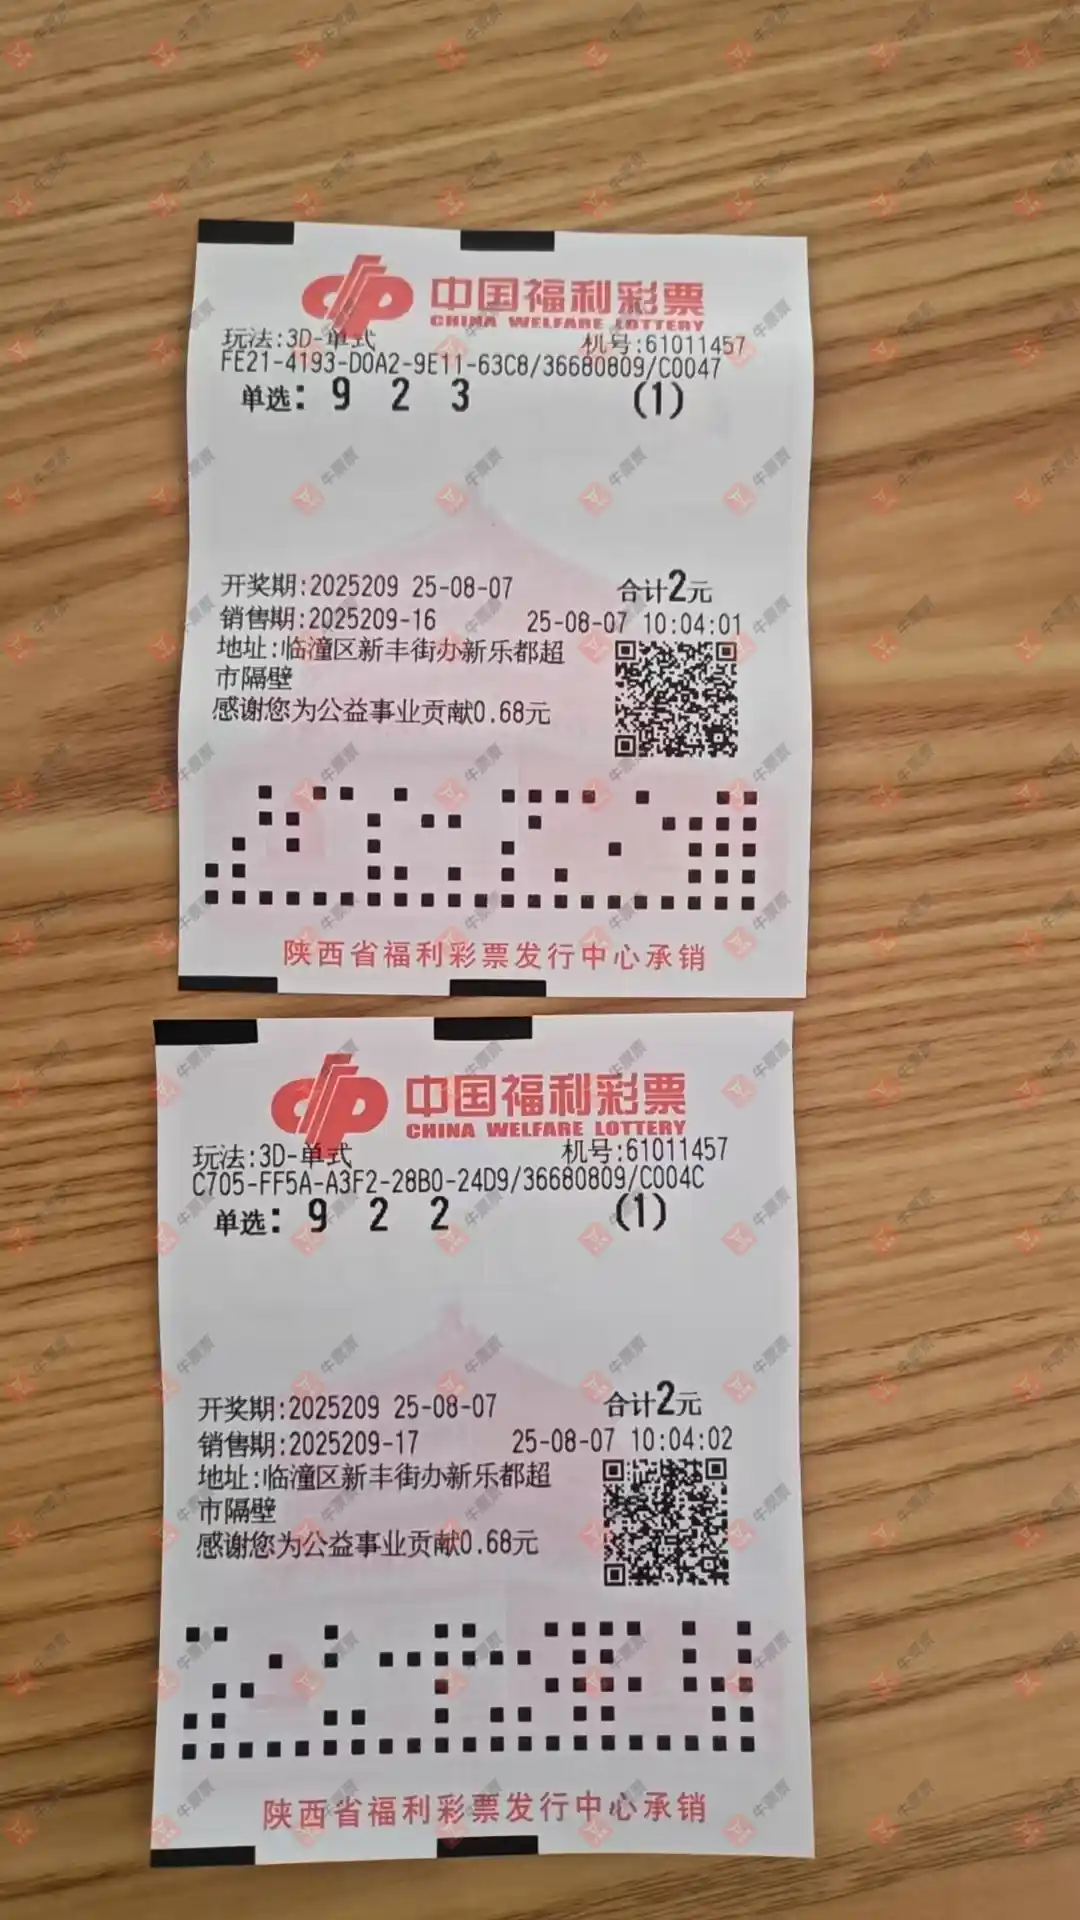 中国福利彩票
CHINA WELFARE LOTTERY
玩法:3D-单式 机号:61011457
FE21-4193-D0A2-9E11-63C8/36680809/C0047
单选: 9 2 3 (1)
开奖期:2025209 25-08-07 合计2元
销售期:2025209-16 25-08-07 10:04:01
地址:临潼区新丰街办新乐都超
市隔壁
感谢您为公益事业贡献0.68元
陕西省福利彩票发行中心承销
中国福利彩票
CHINA WELFARE LOTTERY
玩法:3D-单式 机号:61011457
C705-FF5A-A3F2-28B0-24D9/36680809/C004C
单选: 9 2 2 (1)
开奖期:2025209 25-08-07 合计2元
销售期:2025209-17 25-08-07 10:04:02
地址:临潼区新丰街办新乐都超
市隔壁
感谢您为公益事业贡献0.68元
陕西省福利彩票发行中心承销
牛票票